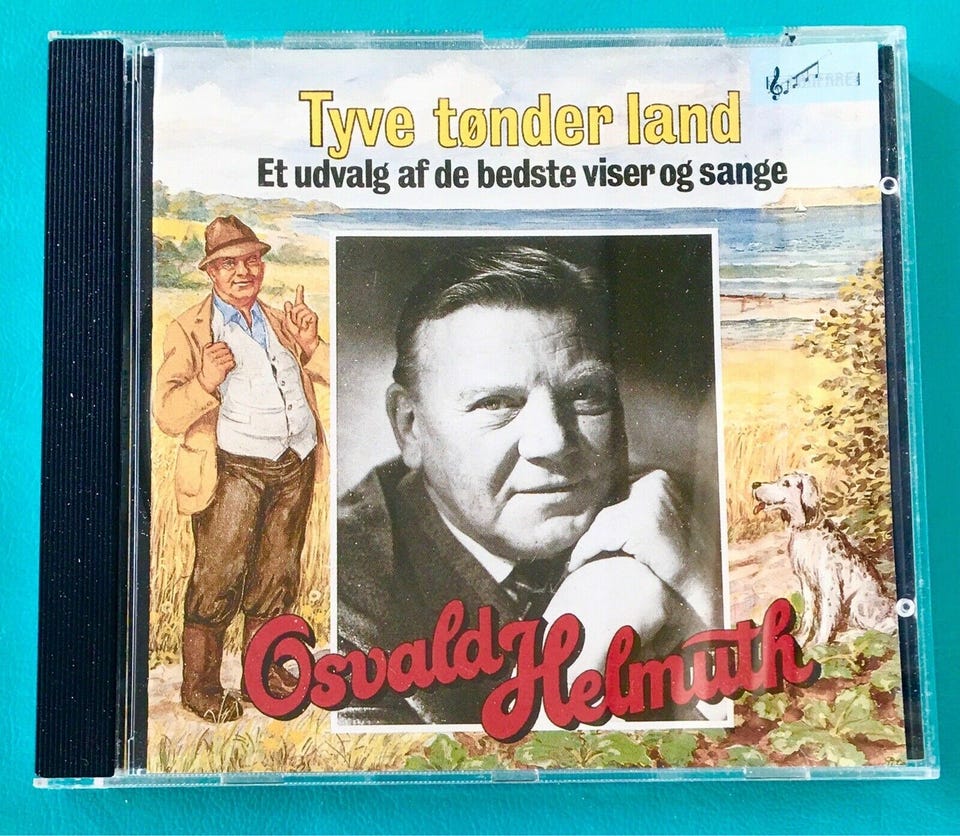 Tyve tønder land
Et udvalg af de bedste viser og sange
Osvald Helmuth